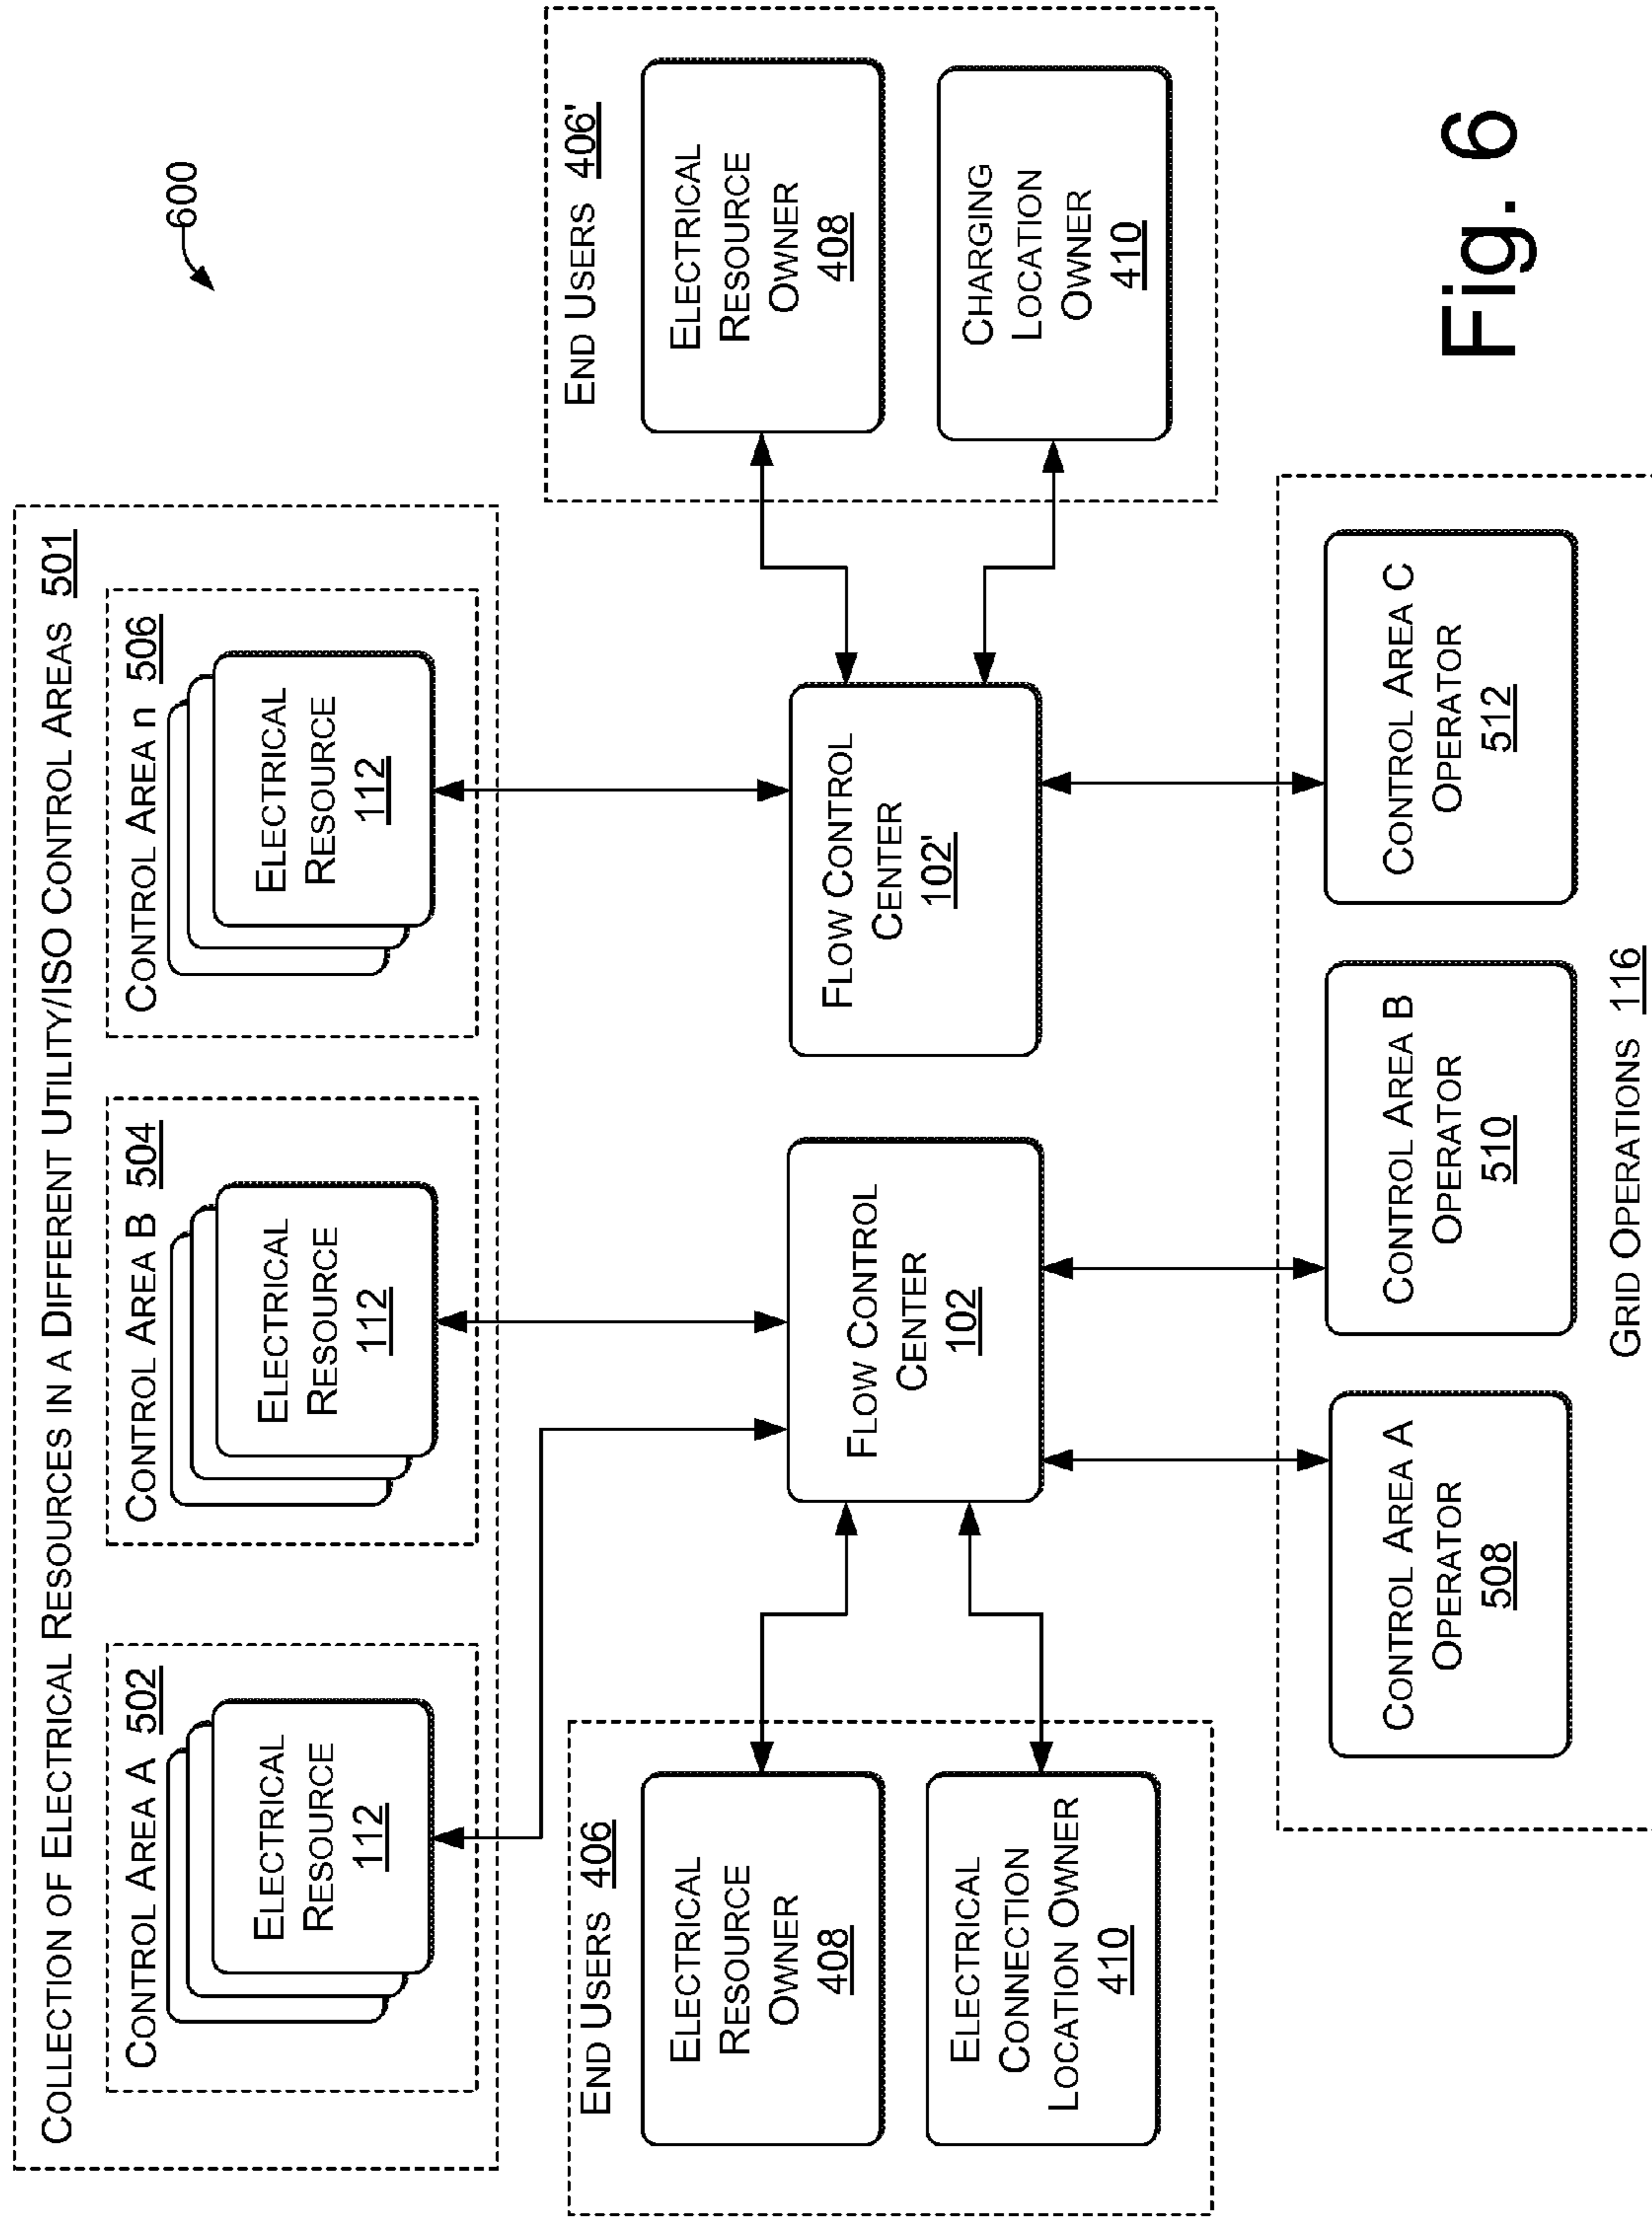 600
COLLECTION OF ELECTRICAL RESOURCES IN A DIFFERENT UTILITY/ISO CONTROL AREAS 501
CONTROL AREA A 502
ELECTRICAL
RESOURCE
112
CONTROL AREA B 504
ELECTRICAL
RESOURCE
112
CONTROL AREA n 506
ELECTRICAL
RESOURCE
112
END USERS 406
ELECTRICAL
RESOURCE
OWNER
408
ELECTRICAL
CONNECTION
LOCATION OWNER
410
FLOW CONTROL
CENTER
102
FLOW CONTROL
CENTER
102'
END USERS 406'
ELECTRICAL
RESOURCE
OWNER
408
CHARGING
LOCATION
OWNER
410
CONTROL AREA A
OPERATOR
508
CONTROL AREA B
OPERATOR
510
CONTROL AREA C
OPERATOR
512
GRID OPERATIONS 116
Fig. 6